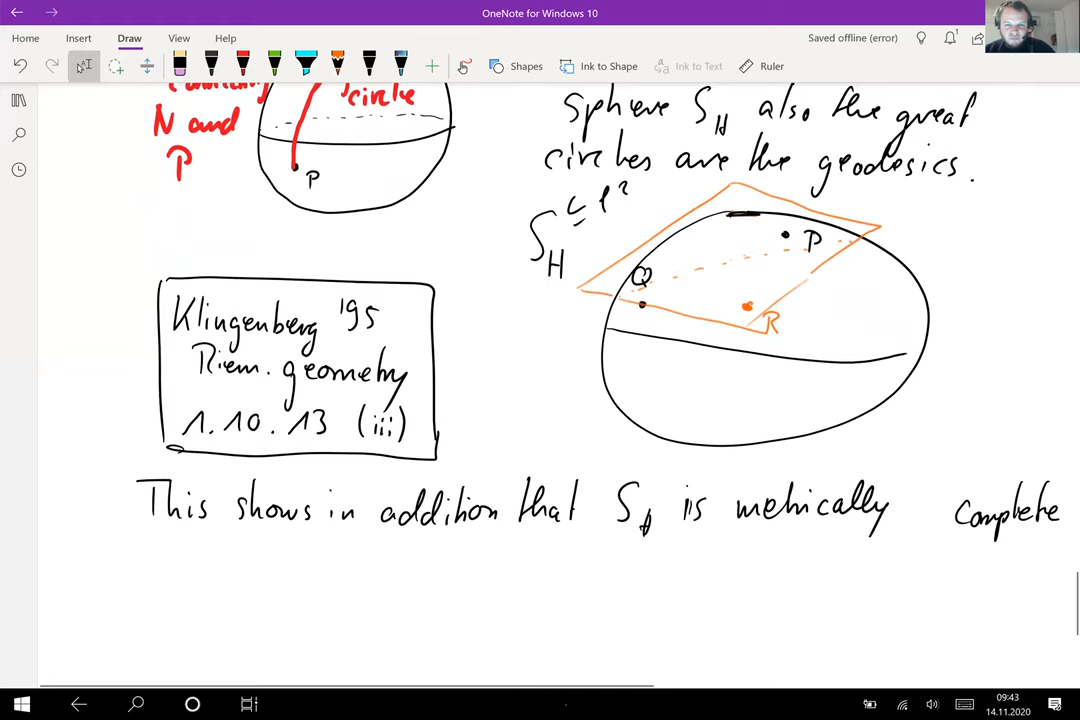 OneNote for Windows 10
Home Insert Draw View Help
Saved offline (error)
Shapes Ink to Shape Ink to Text Ruler
circle
N and
P
P
sphere S_H also the great
circles are the geodesics.
S_H ⊆ l²
P
Q
R
Klingenberg '95
Riem. geometry
1.10.13 (iii)
This shows in addition that S_H is metrically complete
09:43
14.11.2020